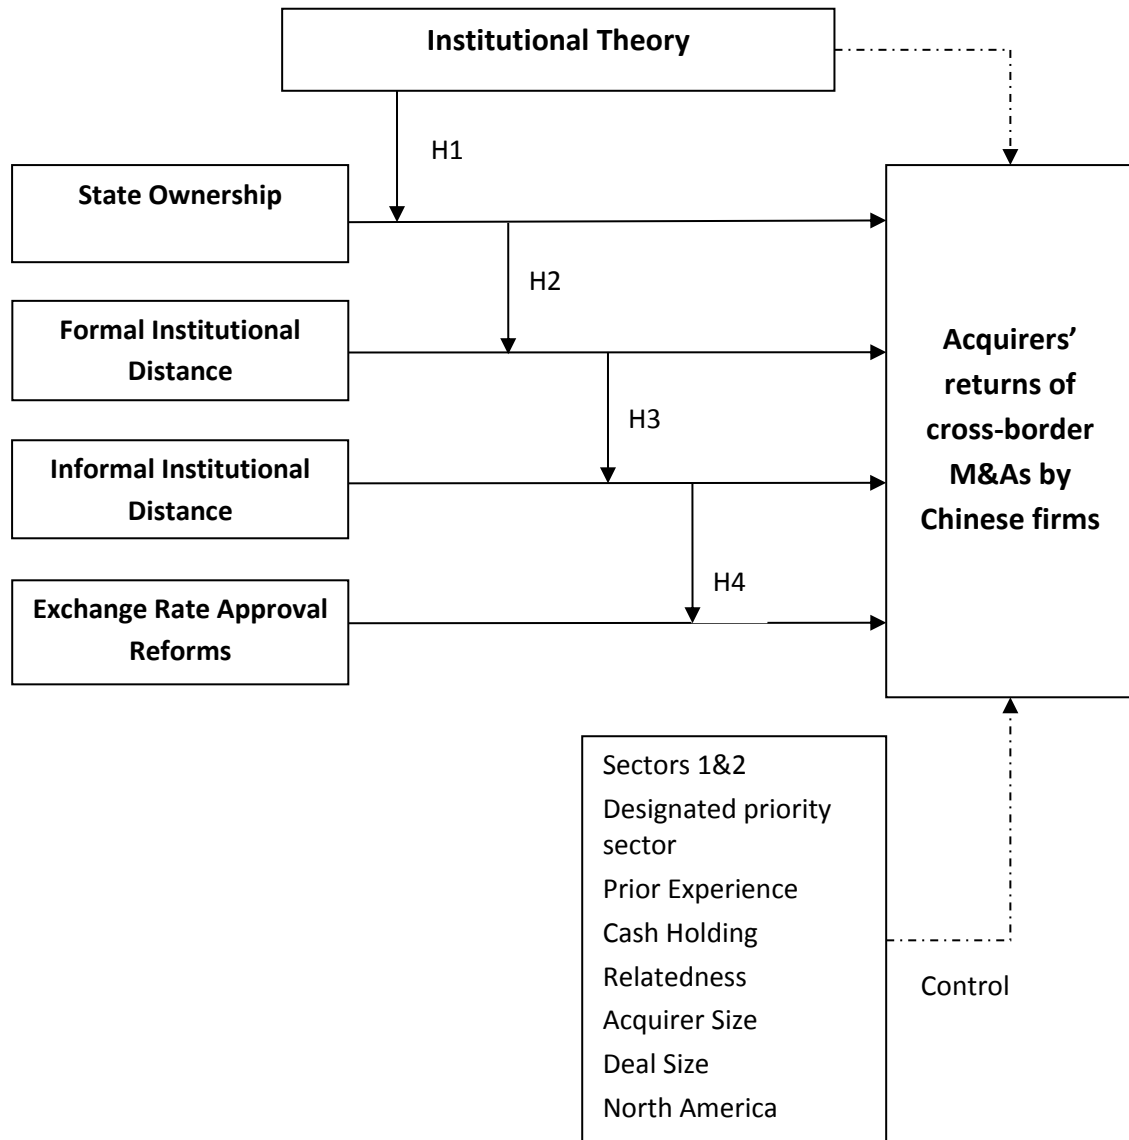 Institutional Theory
H1
State Ownership
H2
Formal Institutional
Distance
H3
Informal Institutional
Distance
H4
Exchange Rate Approval
Reforms
Acquirers’
returns of
cross-border
M&As by
Chinese firms
Sectors 1&2
Designated priority
sector
Prior Experience
Cash Holding
Relatedness
Acquirer Size
Deal Size
North America
Control